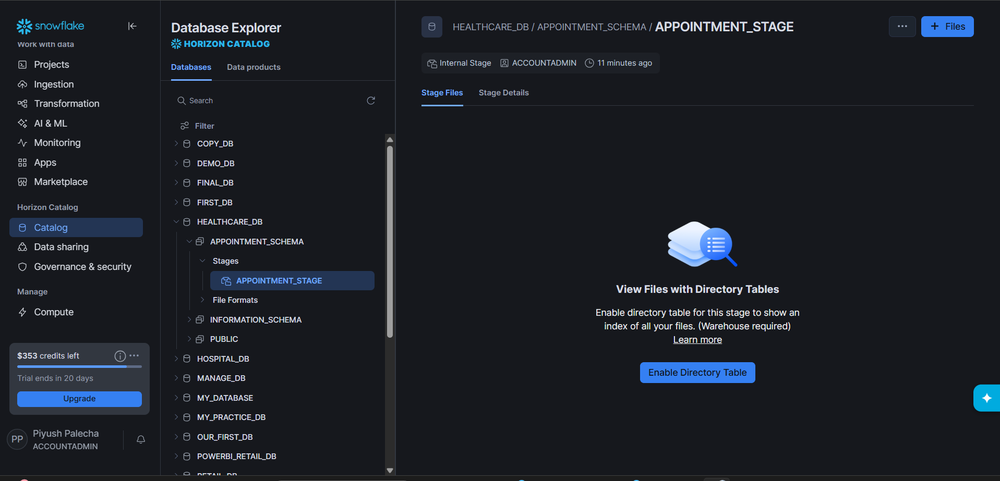 snowflake
Work with data
Projects
Ingestion
Transformation
AI & ML
Monitoring
Apps
Marketplace
Horizon Catalog
Catalog
Data sharing
Governance & security
Manage
Compute
$353 credits left
Trial ends in 20 days
Upgrade
PP
Piyush Palecha
ACCOUNTADMIN
Database Explorer
HORIZON CATALOG
Databases Data products
Search
Filter
COPY_DB
DEMO_DB
FINAL_DB
FIRST_DB
HEALTHCARE_DB
APPOINTMENT_SCHEMA
Stages
APPOINTMENT_STAGE
File Formats
INFORMATION_SCHEMA
PUBLIC
HOSPITAL_DB
MANAGE_DB
MY_DATABASE
MY_PRACTICE_DB
OUR_FIRST_DB
POWERBI_RETAIL_DB
RETAIL_DB
HEALTHCARE_DB / APPOINTMENT_SCHEMA / APPOINTMENT_STAGE
+ Files
Internal Stage ACCOUNTADMIN 11 minutes ago
Stage Files Stage Details
View Files with Directory Tables
Enable directory table for this stage to show an
index of all your files. (Warehouse required)
Learn more
Enable Directory Table